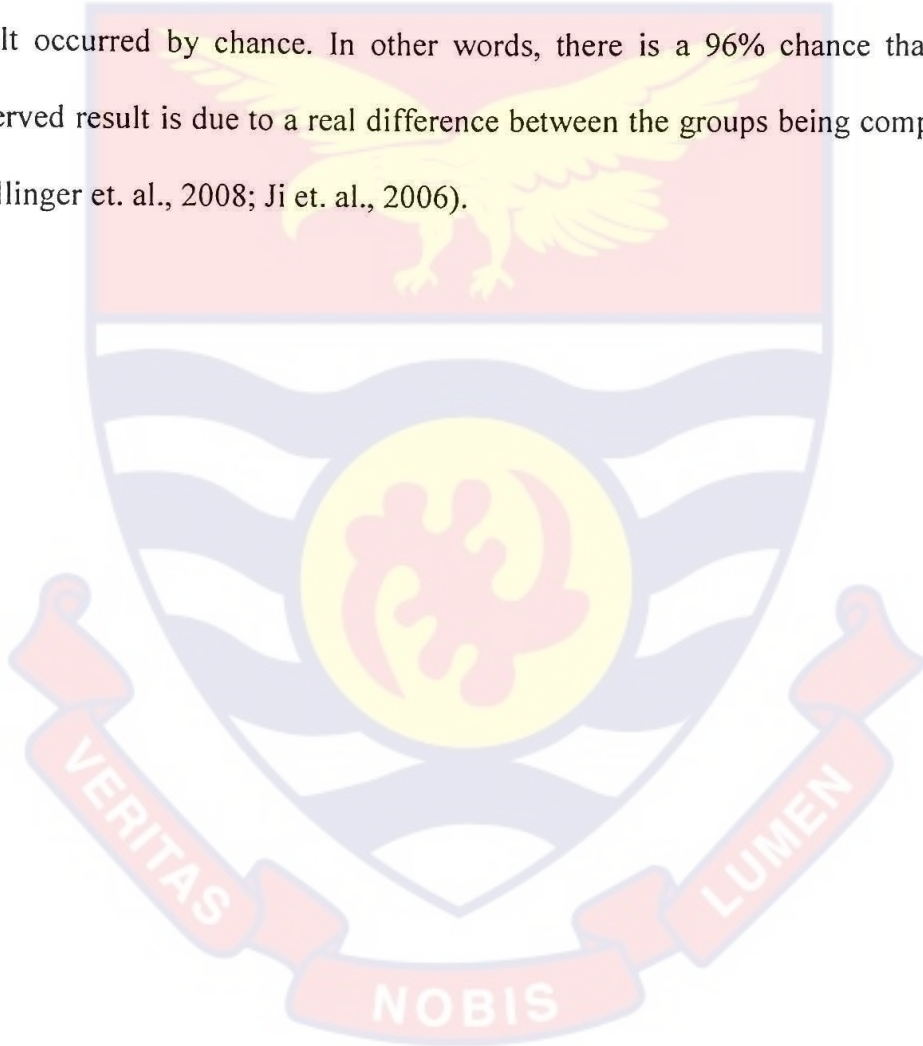 lt occurred by chance. In other words, there is a 96% chance tha
erved result is due to a real difference between the groups being comp
llinger et. al., 2008; Ji et. al., 2006).
VERITAS
NOBIS
LUMEN